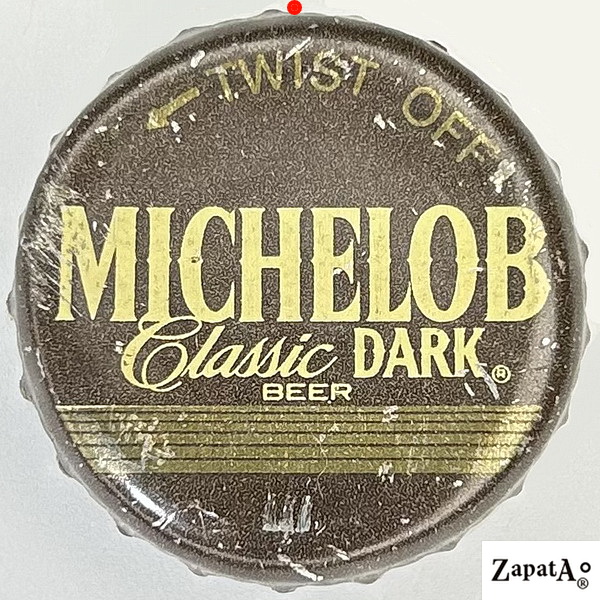 TWIST OFF
MICHELOB
Classic DARK ®
BEER
ZapatA ®